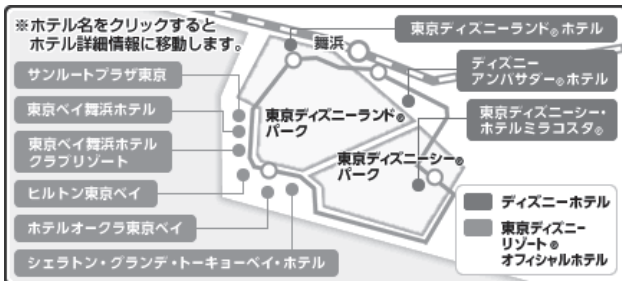 ※ホテル名をクリックすると
ホテル詳細情報に移動します。
舞浜
東京ディズニーランド®ホテル
ディズニー
アンバサダー®ホテル
東京ディズニーシー・
ホテルミラコスタ®
サンルートプラザ東京
東京ベイ舞浜ホテル
東京ベイ舞浜ホテル
クラブリゾート
ヒルトン東京ベイ
ホテルオークラ東京ベイ
シェラトン・グランデ・トーキョーベイ・ホテル
東京ディズニーランド®
パーク
東京ディズニーシー®
パーク
ディズニーホテル
東京ディズニー
リゾート®
オフィシャルホテル